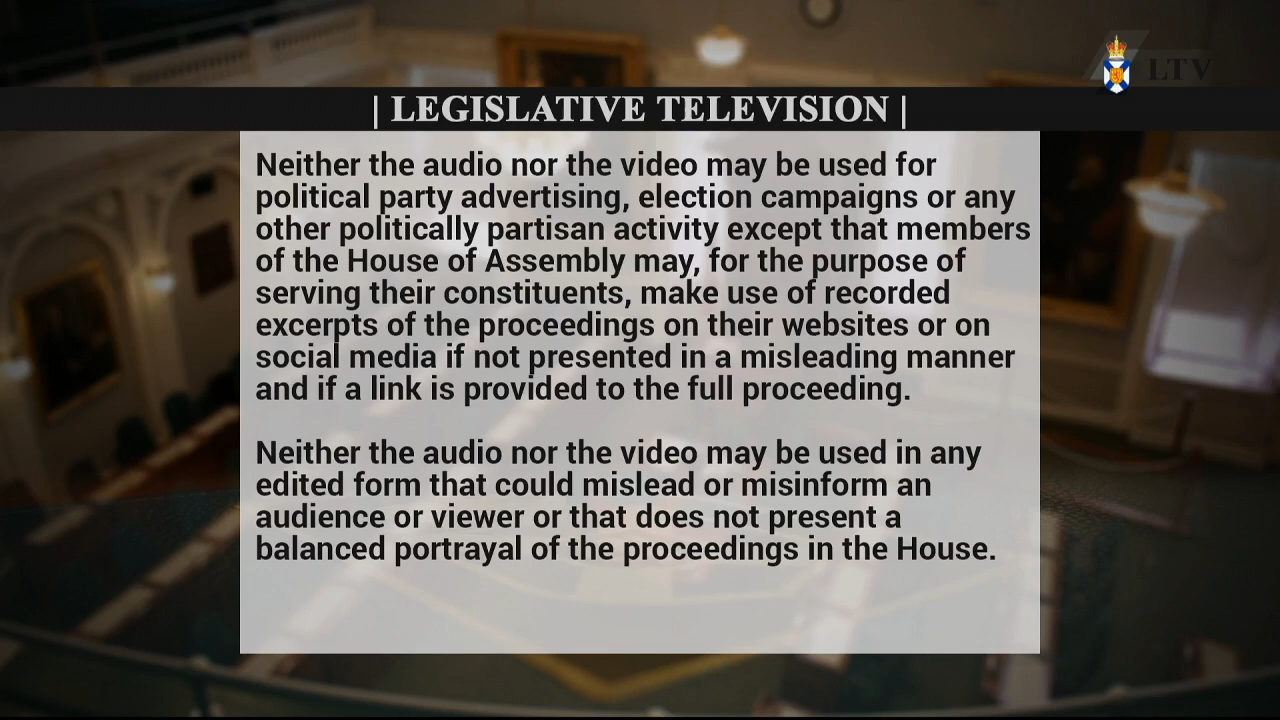 LTV
| LEGISLATIVE TELEVISION |
Neither the audio nor the video may be used for
political party advertising, election campaigns or any
other politically partisan activity except that members
of the House of Assembly may, for the purpose of
serving their constituents, make use of recorded
excerpts of the proceedings on their websites or on
social media if not presented in a misleading manner
and if a link is provided to the full proceeding.
Neither the audio nor the video may be used in any
edited form that could mislead or misinform an
audience or viewer or that does not present a
balanced portrayal of the proceedings in the House.